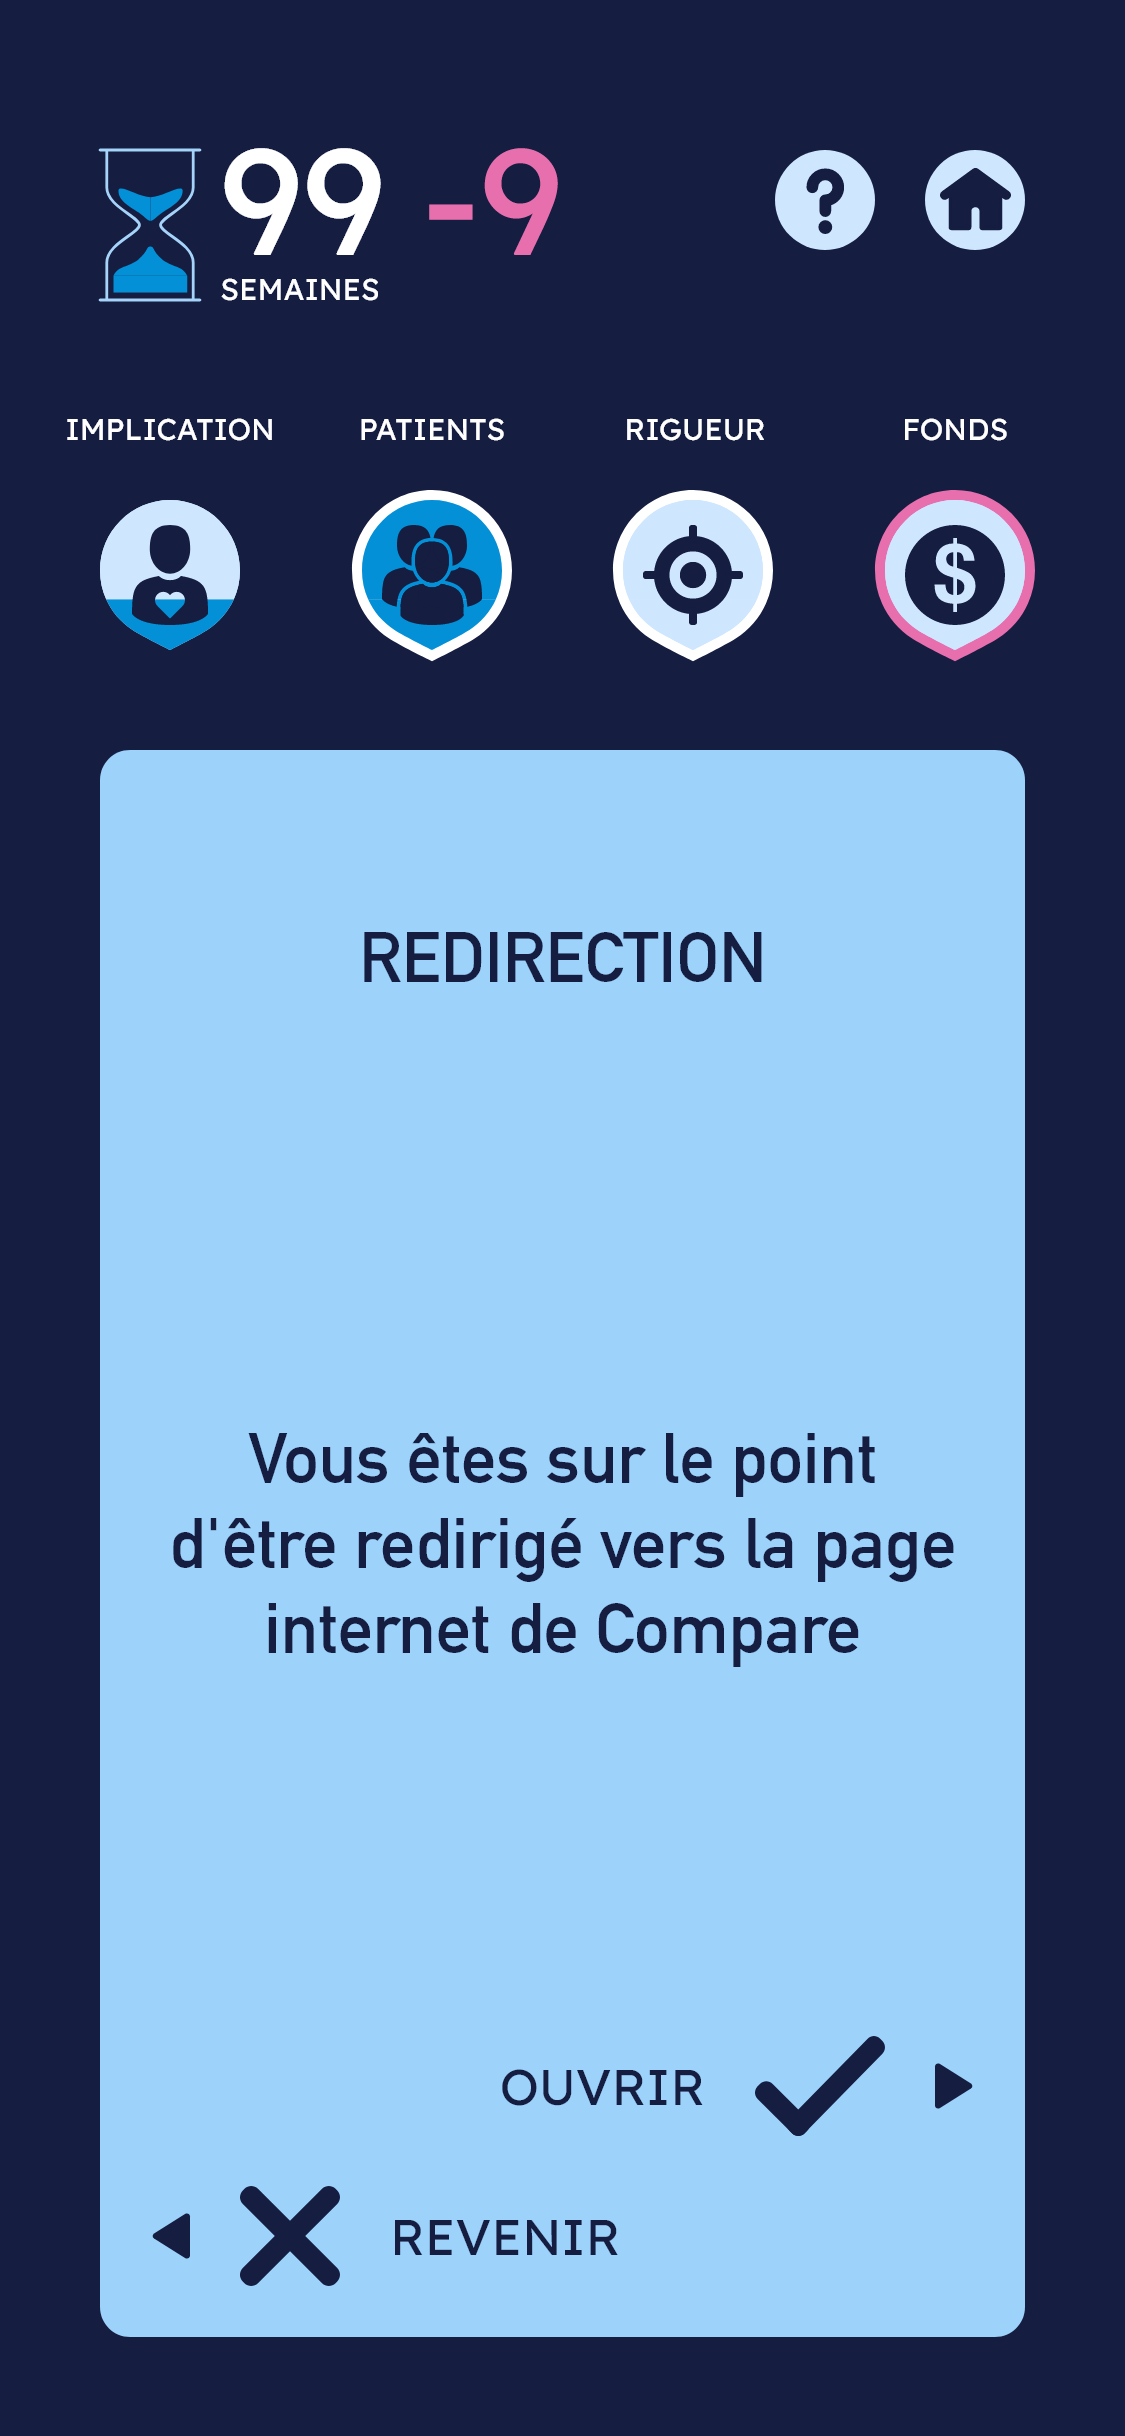 99 -9
?
SEMAINES
IMPLICATION PATIENTS RIGUEUR FONDS
$
REDIRECTION
Vous êtes sur le point
d'être redirigé vers la page
internet de Compare
OUVRIR
REVENIR